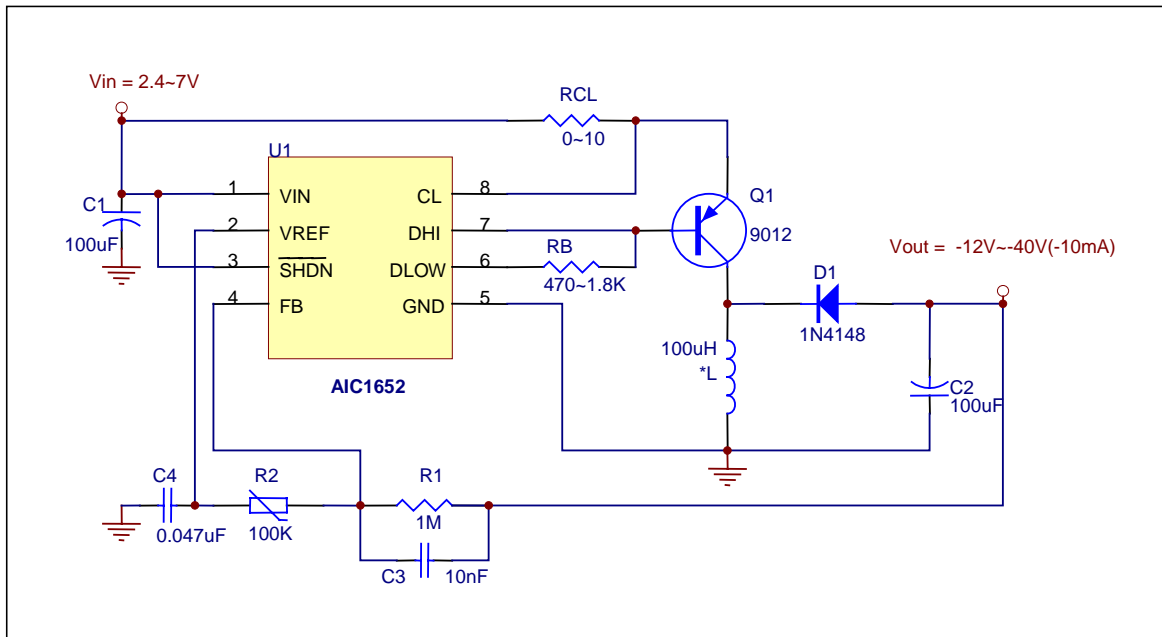 Vin = 2.4~7V
RCL
0~10
U1
1 VIN CL 8
2 VREF DHI 7
3 SHDN DLOW 6
4 FB GND 5
AIC1652
C1
100uF
RB
470~1.8K
Q1
9012
Vout = -12V~-40V(-10mA)
D1
1N4148
100uH
*L
C2
100uF
C4
0.047uF
R2
100K
R1
1M
C3
10nF